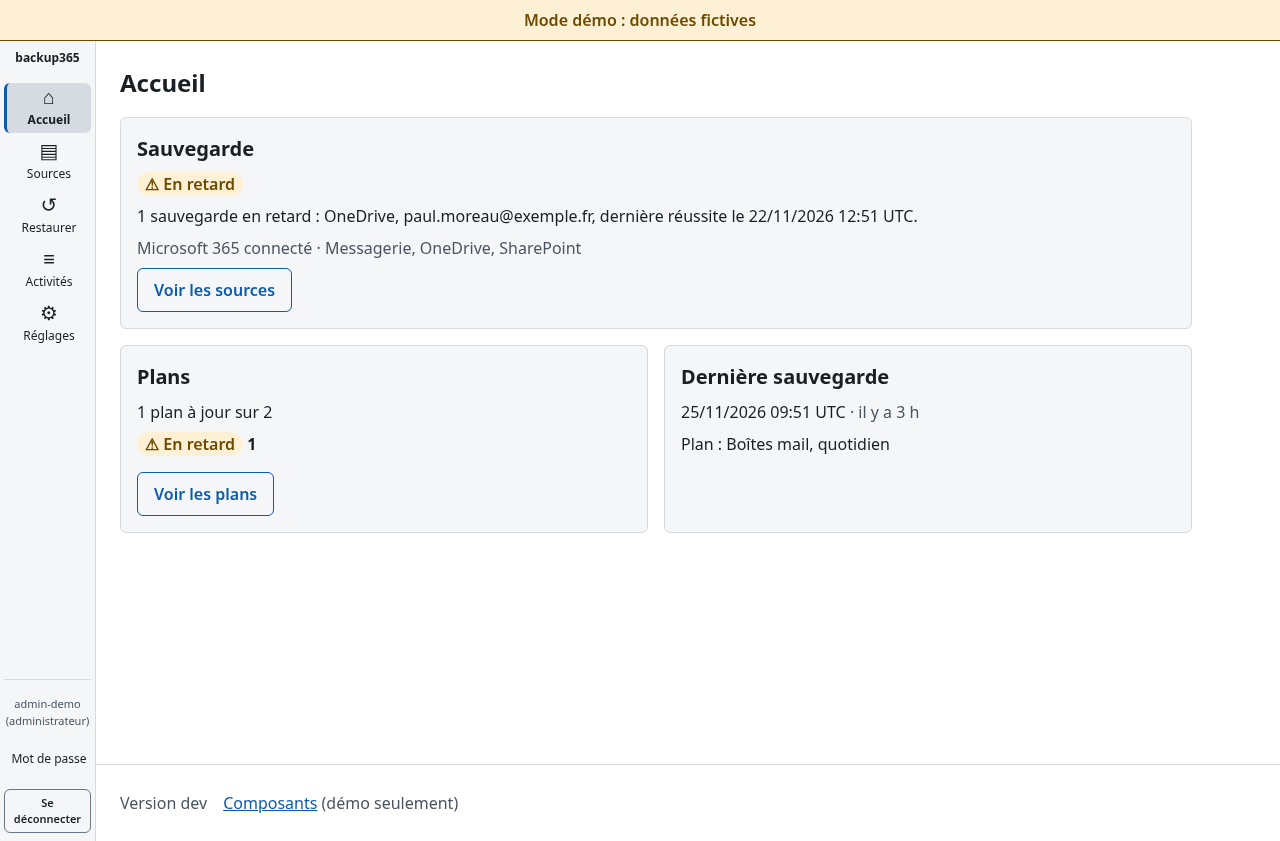 Mode démo : données fictives
backup365
Accueil
Sources
Restaurer
Activités
Réglages
admin-demo
(administrateur)
Mot de passe
Se
déconnecter
Accueil
Sauvegarde
⚠ En retard
1 sauvegarde en retard : OneDrive, paul.moreau@exemple.fr, dernière réussite le 22/11/2026 12:51 UTC.
Microsoft 365 connecté · Messagerie, OneDrive, SharePoint
Voir les sources
Plans
1 plan à jour sur 2
⚠ En retard 1
Voir les plans
Dernière sauvegarde
25/11/2026 09:51 UTC · il y a 3 h
Plan : Boîtes mail, quotidien
Version dev Composants (démo seulement)